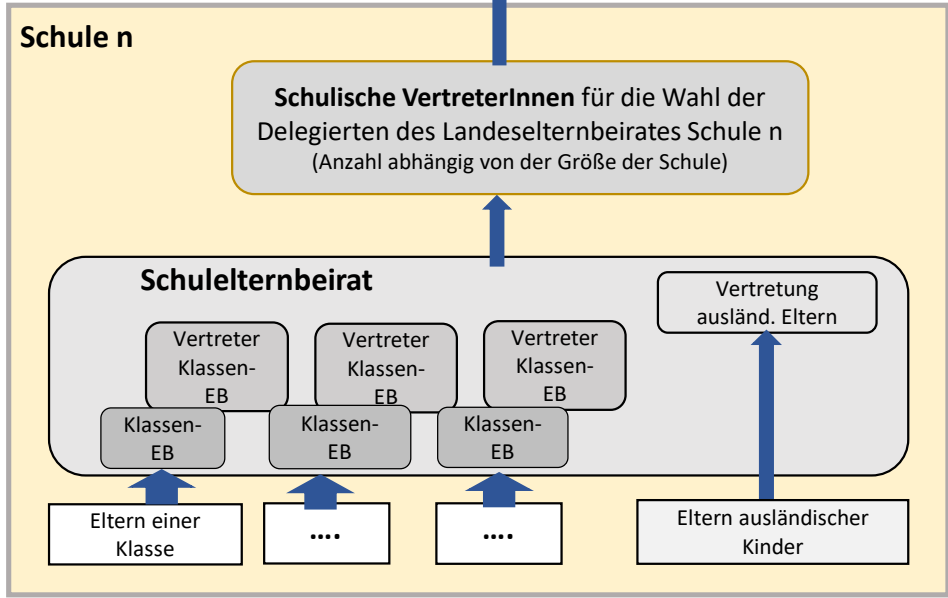 Schule n
Schulische VertreterInnen für die Wahl der
Delegierten des Landeselternbeirates Schule n
(Anzahl abhängig von der Größe der Schule)
Schulelternbeirat
Vertretung
ausländ. Eltern
Vertreter
Klassen-
EB
Vertreter
Klassen-
EB
Vertreter
Klassen-
EB
Klassen-
EB
Klassen-
EB
Klassen-
EB
Eltern einer
Klasse
....
....
Eltern ausländischer
Kinder